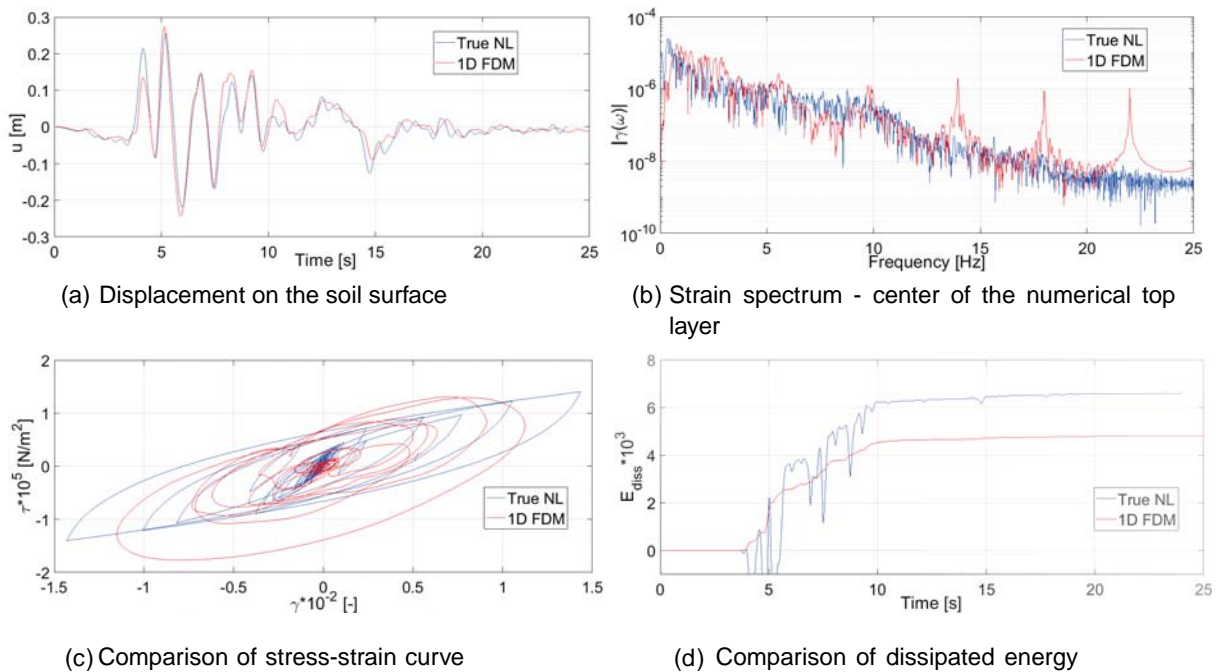 0.3
0.2
0.1
0
-0.1
-0.2
-0.3
u [m]
0 5 10 15 20 25
Time [s]
True NL
1D FDM
(a) Displacement on the soil surface
10⁻⁴
10⁻⁶
10⁻⁸
10⁻¹⁰
|γ(ω)|
0 5 10 15 20 25
Frequency [Hz]
True NL
1D FDM
(b) Strain spectrum - center of the numerical top
layer
2
1
0
-1
-2
τ*10⁵ [N/m²]
-1.5 -1 -0.5 0 0.5 1 1.5
γ*10⁻² [-]
True NL
1D FDM
(c) Comparison of stress-strain curve
8
6
4
2
0
E_diss*10³
0 5 10 15 20 25
Time [s]
True NL
1D FDM
(d) Comparison of dissipated energy